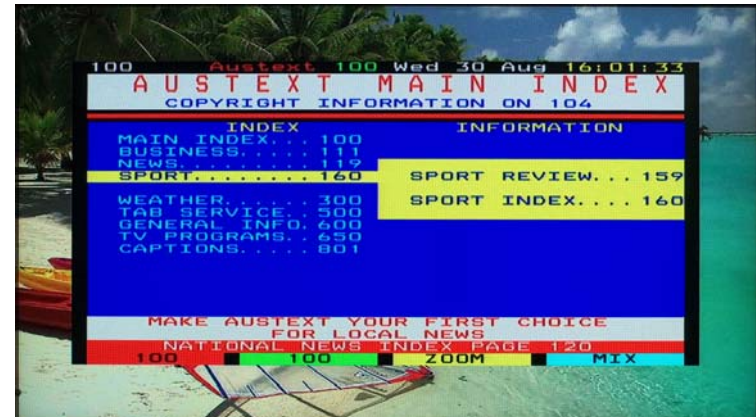 100 Austext 100 Wed 30 Aug 16:01:33
AUSTEXT MAIN INDEX
COPYRIGHT INFORMATION ON 104
INDEX INFORMATION
MAIN INDEX... 100
BUSINESS..... 111
NEWS......... 119
SPORT........ 160 SPORT REVIEW... 159
SPORT INDEX.... 160
WEATHER...... 300
TAB SERVICE.. 500
GENERAL INFO. 600
TV PROGRAMS.. 650
CAPTIONS..... 801
MAKE AUSTEXT YOUR FIRST CHOICE
FOR LOCAL NEWS
NATIONAL NEWS INDEX PAGE 120
100 100 ZOOM MIX